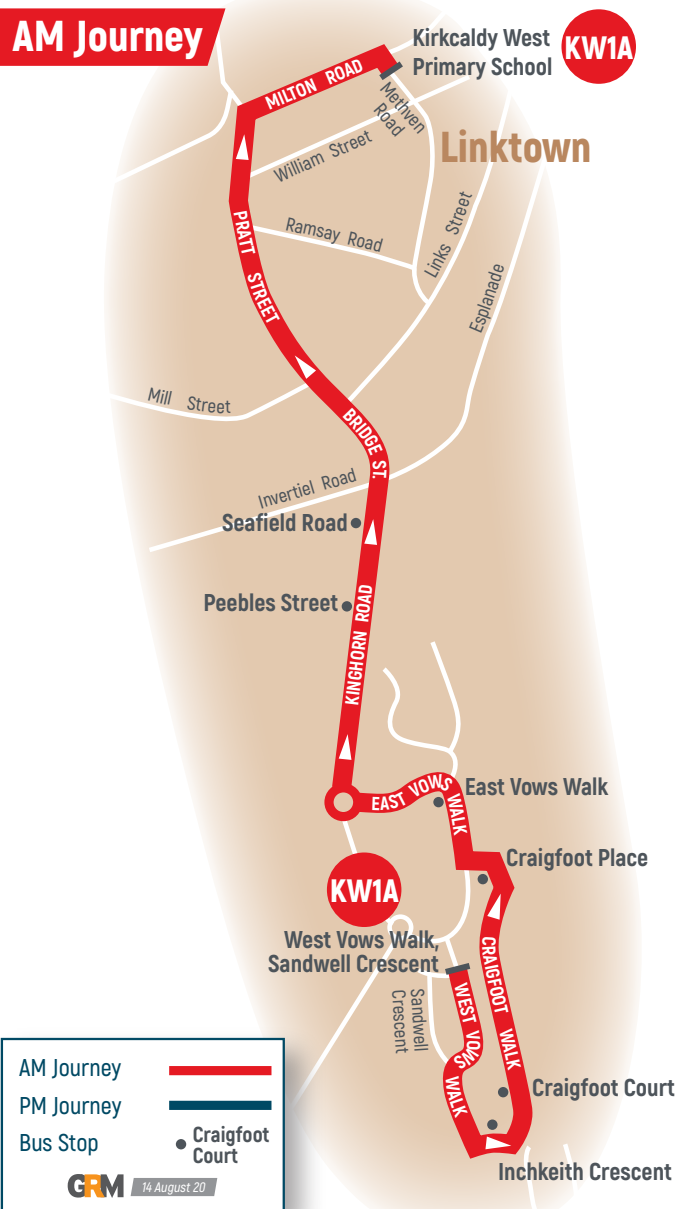 AM Journey
Kirkcaldy West
Primary School
KW1A
MILTON ROAD
Methven
Road
William Street
Linktown
Ramsay Road
Links Street
PRATT STREET
Esplanade
Mill Street
BRIDGE ST.
Invertiel Road
Seafield Road
Peebles Street
KINGHORN ROAD
EAST VOWS WALK
East Vows Walk
Craigfoot Place
KW1A
West Vows Walk,
Sandwell Crescent
CRAIGFOOT WALK
Sandwell
Crescent
WEST VOWS WALK
Craigfoot Court
Inchkeith Crescent
AM Journey
PM Journey
Bus Stop
Craigfoot
Court
GRM
14 August 20